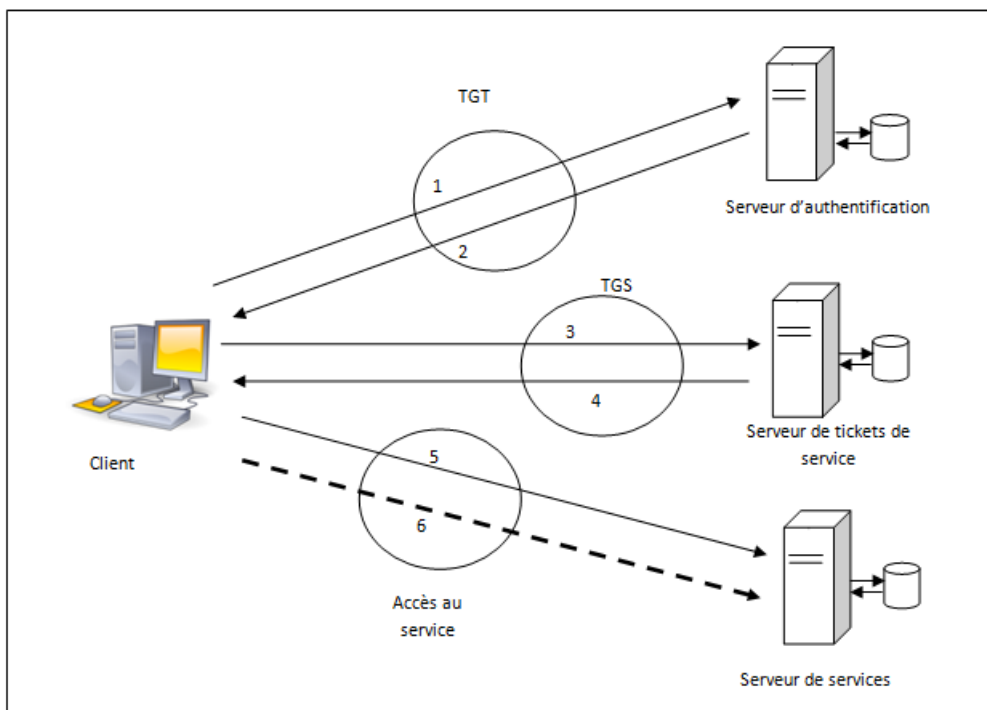 TGT
1
2
Serveur d'authentification
TGS
3
4
Serveur de tickets de
service
Client
5
6
Accès au
service
Serveur de services